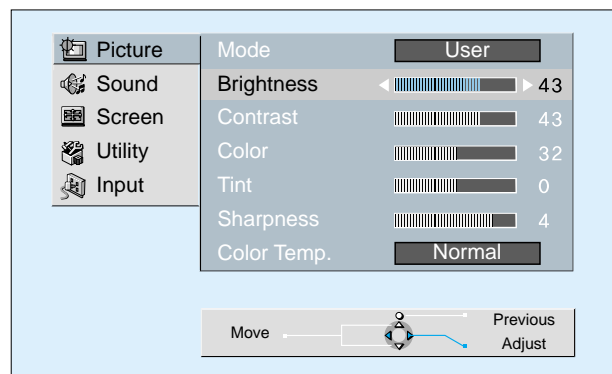 Picture
Sound
Screen
Utility
Input
Mode User
Brightness 43
Contrast 43
Color 32
Tint 0
Sharpness 4
Color Temp. Normal
Move
Previous
Adjust